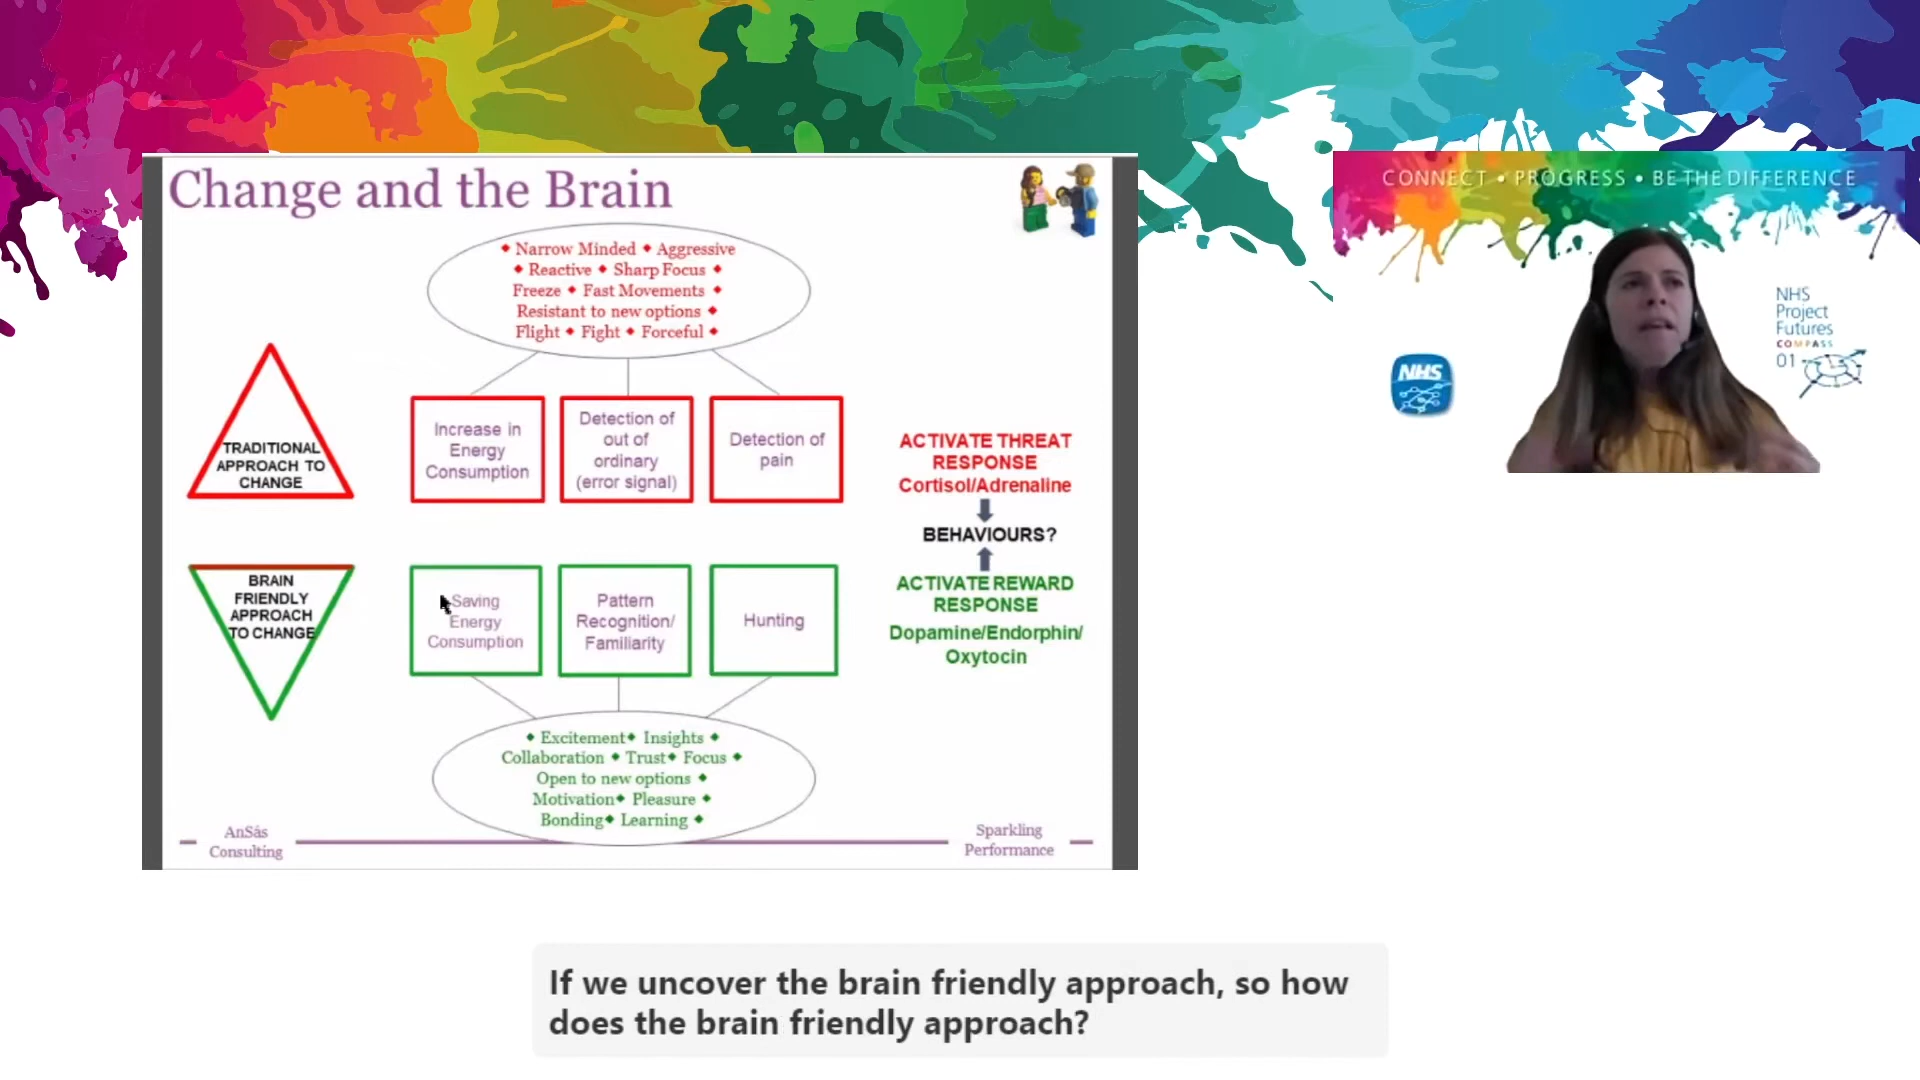 Change and the Brain
◆ Narrow Minded ◆ Aggressive
◆ Reactive ◆ Sharp Focus ◆
Freeze ◆ Fast Movements ◆
Resistant to new options ◆
Flight ◆ Fight ◆ Forceful ◆
TRADITIONAL
APPROACH TO
CHANGE
Increase in
Energy
Consumption
Detection of
out of
ordinary
(error signal)
Detection of
pain
ACTIVATE THREAT
RESPONSE
Cortisol/Adrenaline
BEHAVIOURS?
ACTIVATE REWARD
RESPONSE
Dopamine/Endorphin/
Oxytocin
BRAIN
FRIENDLY
APPROACH
TO CHANGE
Saving
Energy
Consumption
Pattern
Recognition/
Familiarity
Hunting
◆ Excitement◆ Insights ◆
Collaboration ◆ Trust◆ Focus ◆
Open to new options ◆
Motivation◆ Pleasure ◆
Bonding◆ Learning ◆
AnSâs
Consulting
Sparkling
Performance
CONNECT • PROGRESS • BE THE DIFFERENCE
NHS
NHS
Project
Futures
COMPASS
01
If we uncover the brain friendly approach, so how
does the brain friendly approach?